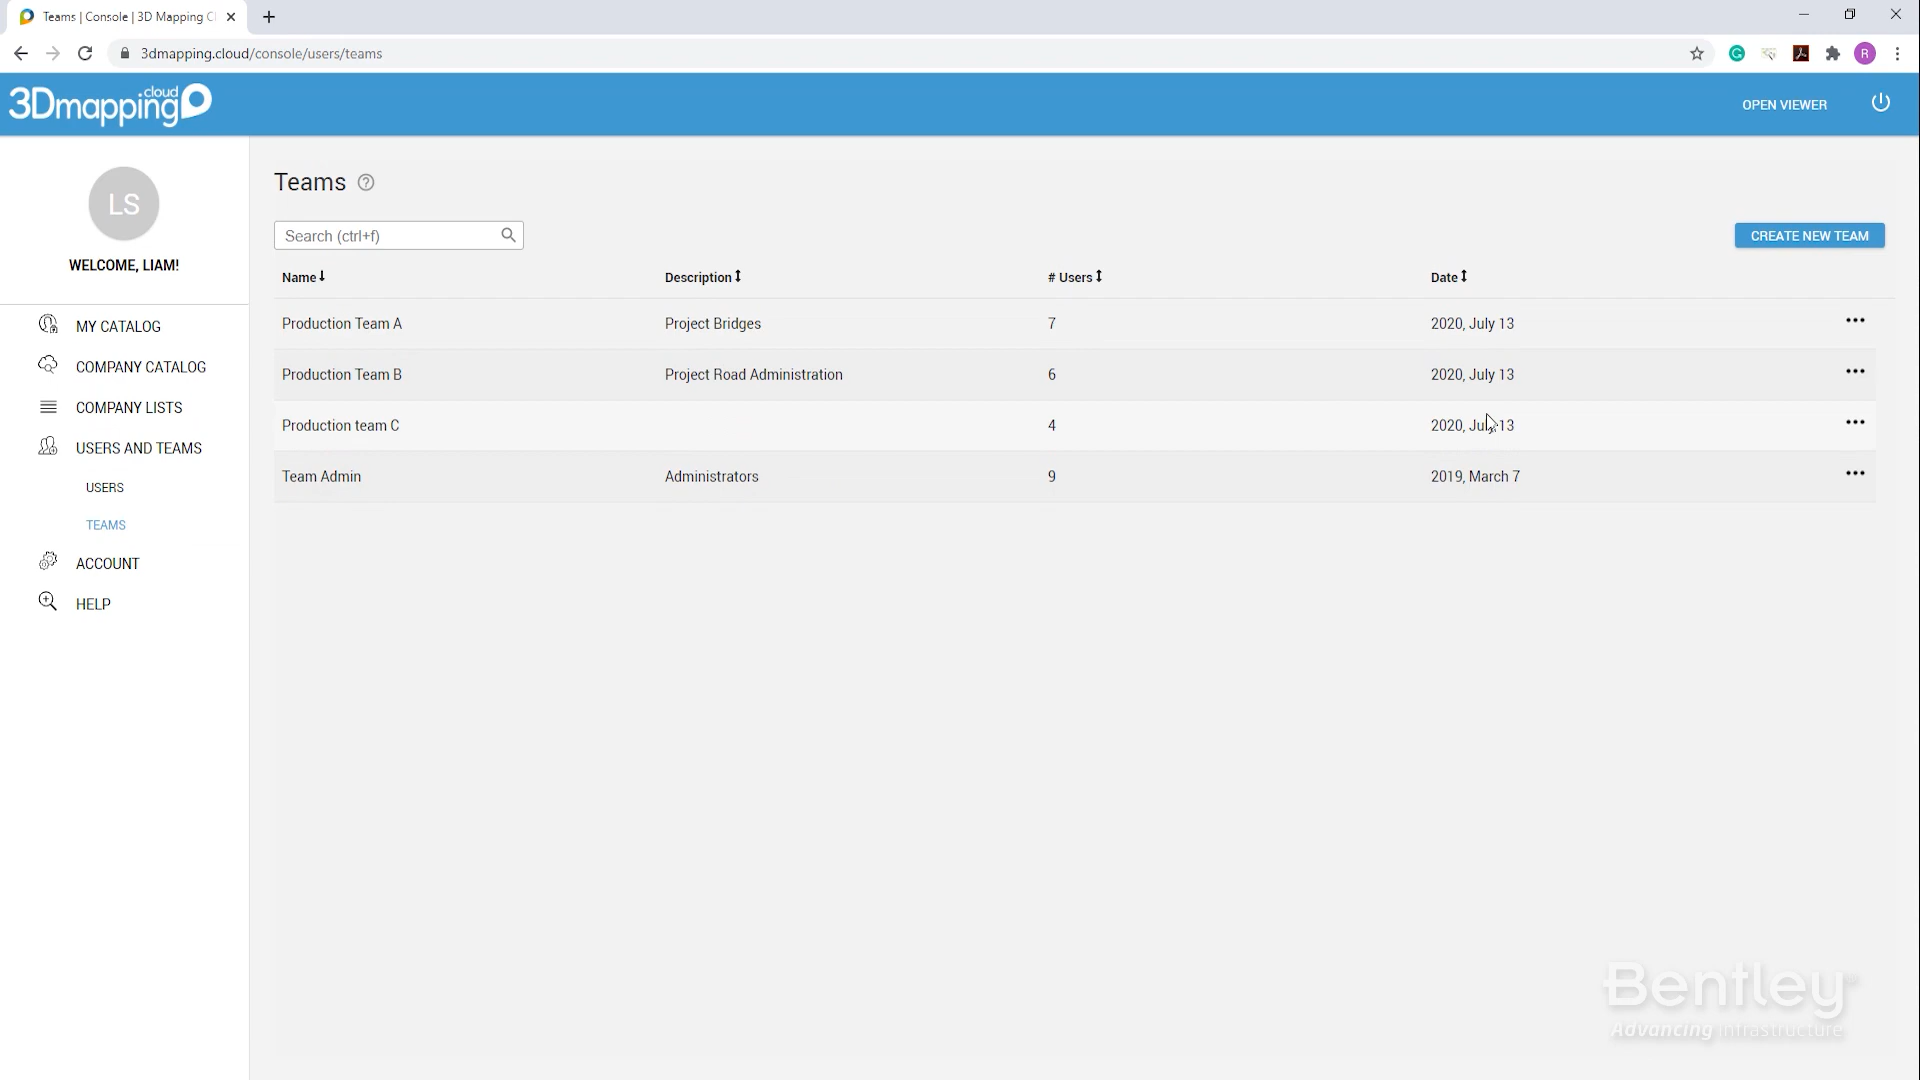 Teams | Console | 3D Mapping Cl
3dmapping.cloud/console/users/teams
3Dmapping cloud
OPEN VIEWER
LS
WELCOME, LIAM!
MY CATALOG
COMPANY CATALOG
COMPANY LISTS
USERS AND TEAMS
USERS
TEAMS
ACCOUNT
HELP
Teams
Search (ctrl+f)
CREATE NEW TEAM
Name Description # Users Date
Production Team A Project Bridges 7 2020, July 13
Production Team B Project Road Administration 6 2020, July 13
Production team C 4 2020, July 13
Team Admin Administrators 9 2019, March 7
R
Bentley
Advancing Infrastructure